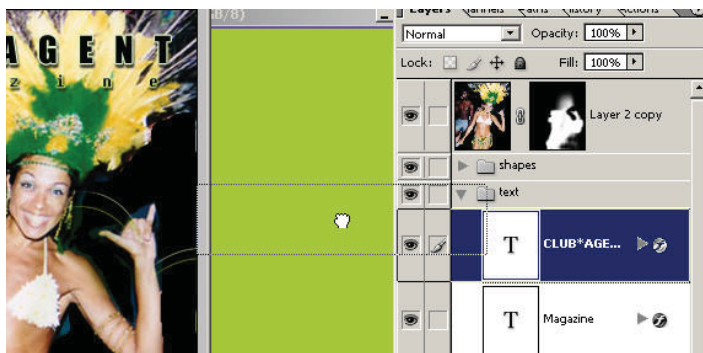 AGENT
z i n e
GB/8)
Layers Channels Paths History Actions
Normal
Opacity: 100%
Lock:
Fill: 100%
Layer 2 copy
shapes
text
T CLUB*AGE...
T Magazine